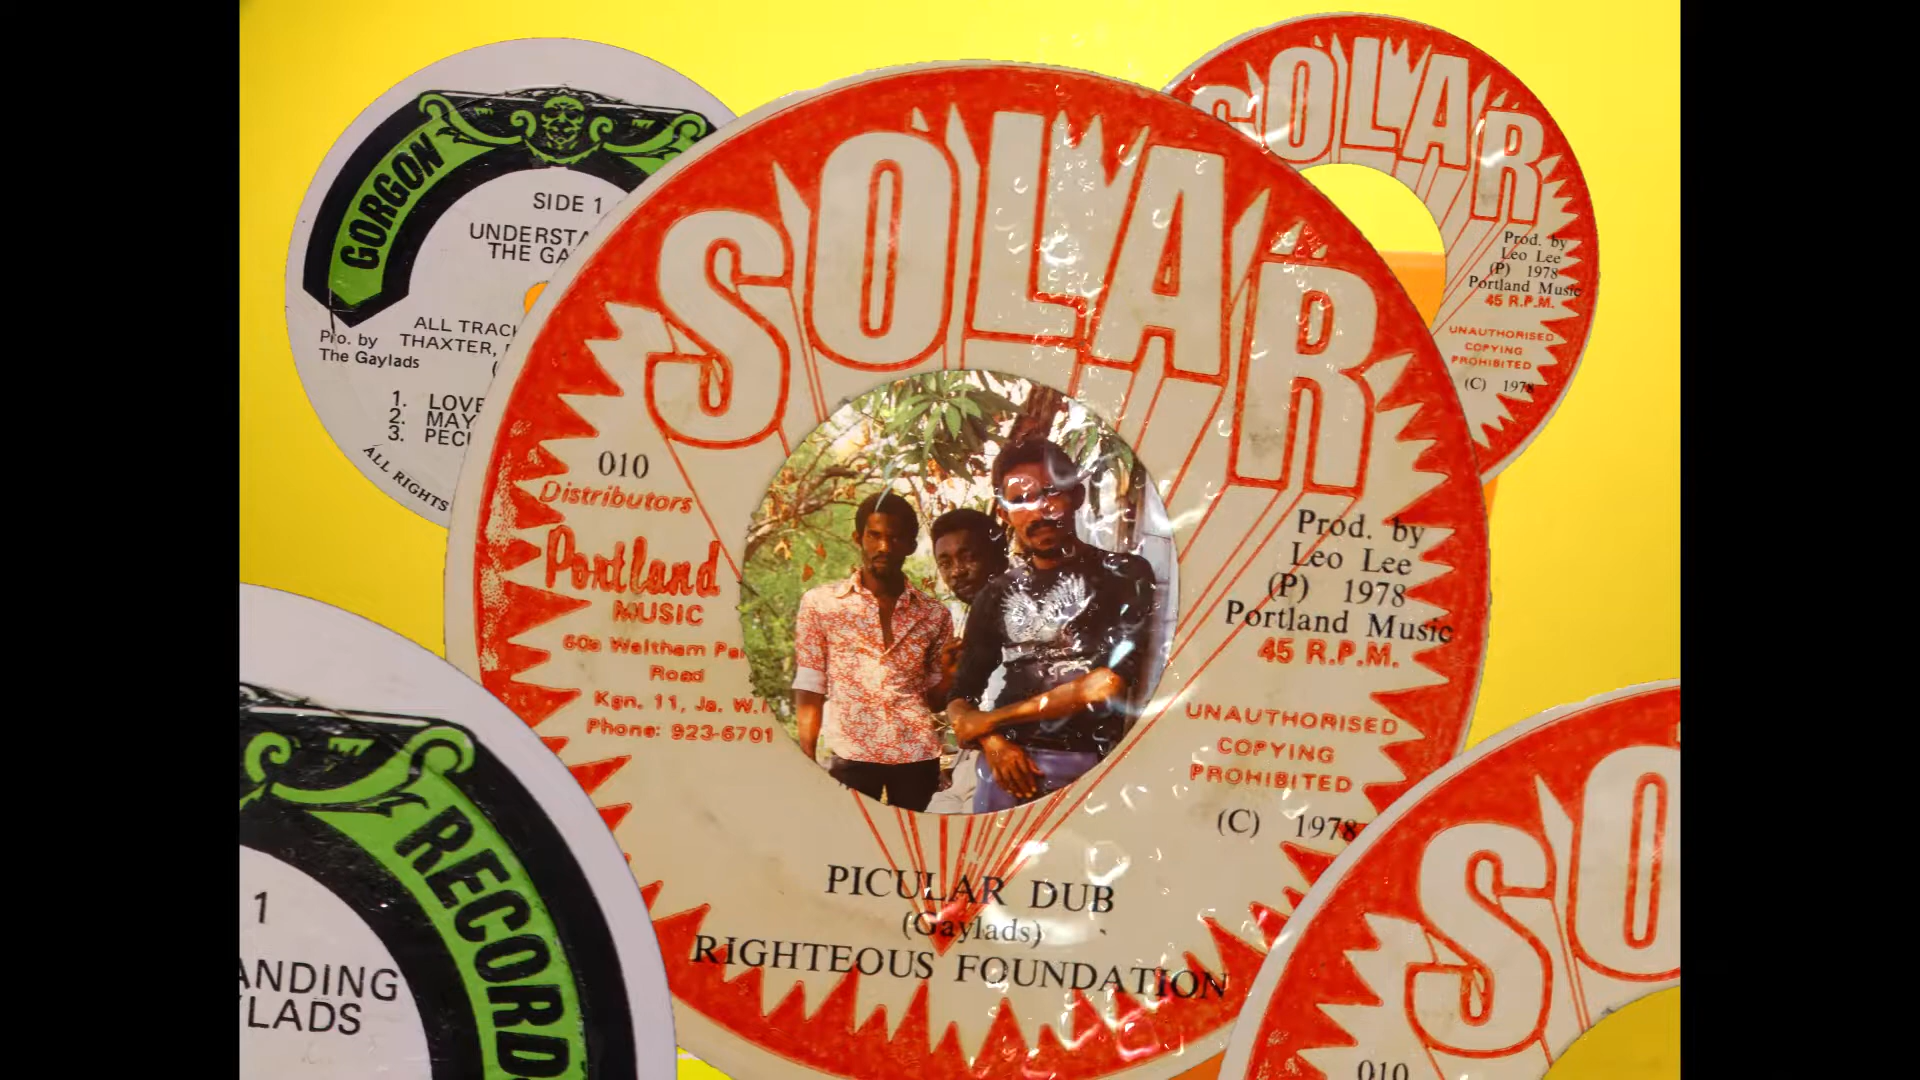 GORGON
SIDE 1
UNDERSTA
THE GA
ALL TRACK
Pro. by THAXTER,
The Gaylads
1. LOVE
2. MAY
3. PECU
ALL RIGHTS
SOLAR
010
Distributors
Portland
MUSIC
60a Waltham Pa
Road
Kgn. 11, Ja. W.I
Phone: 923-6701
Prod. by
Leo Lee
(P) 1978
Portland Music
45 R.P.M.
UNAUTHORISED
COPYING
PROHIBITED
(C) 1978
PICULAR DUB
(Gaylads)
RIGHTEOUS FOUNDATION
SOLAR
Prod. by
Leo Lee
(P) 1978
Portland Music
45 R.P.M.
UNAUTHORISED
COPYING
PROHIBITED
(C) 1978
RECORD
1
ANDING
LADS
SO
010